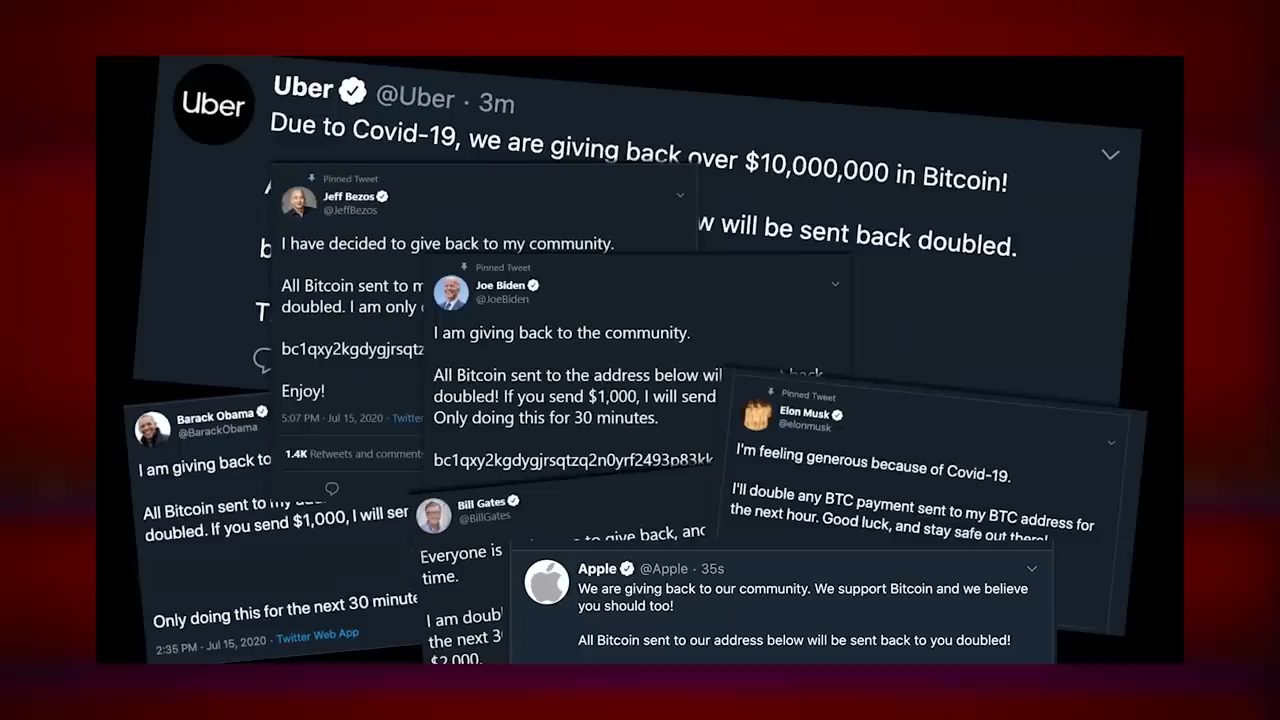 Uber
Uber @Uber · 3m
Due to Covid-19, we are giving back over $10,000,000 in Bitcoin!
will be sent back doubled.
Pinned Tweet
Jeff Bezos
@JeffBezos
I have decided to give back to my community.
All Bitcoin sent to
doubled. I am only
bc1qxy2kgdygjrsqtz
Enjoy!
5:07 PM · Jul 15, 2020 · Twitter
1.4K Retweets and comments
Pinned Tweet
Joe Biden
@JoeBiden
I am giving back to the community.
All Bitcoin sent to the address below back
doubled! If you send $1,000, I will send
Only doing this for 30 minutes.
bc1qxy2kgdygjrsqtzq2n0yrf2493p83kk
Barack Obama
@BarackObama
I am giving back to
All Bitcoin sent to my
doubled. If you send $1,000, I will
Only doing this for the next 30
2:35 PM · Jul 15, 2020 · Twitter Web App
Pinned Tweet
Elon Musk
@elonmusk
I'm feeling generous because of Covid-19.
I'll double any BTC payment sent to my BTC address for
the next hour. Good luck, and stay safe out there!
Bill Gates
@BillGates
Everyone is to give back, and
time.
I am
the next
$2,000.
Apple @Apple · 35s
We are giving back to our community. We support Bitcoin and we believe
you should too!
All Bitcoin sent to our address below will be sent back to you doubled!